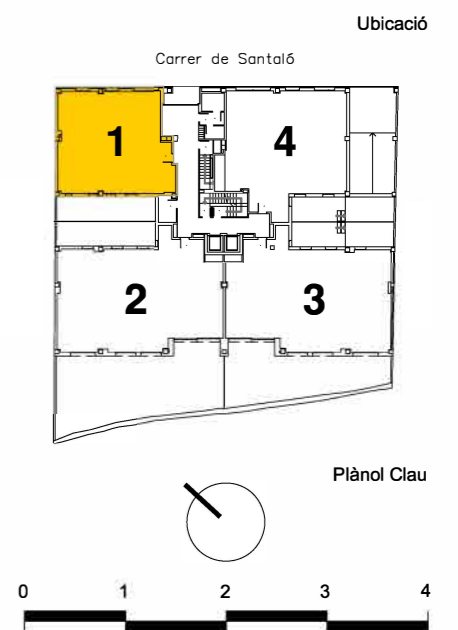 Ubicació
Carrer de Santaló
1 4
2 3
Plànol Clau
0 1 2 3 4